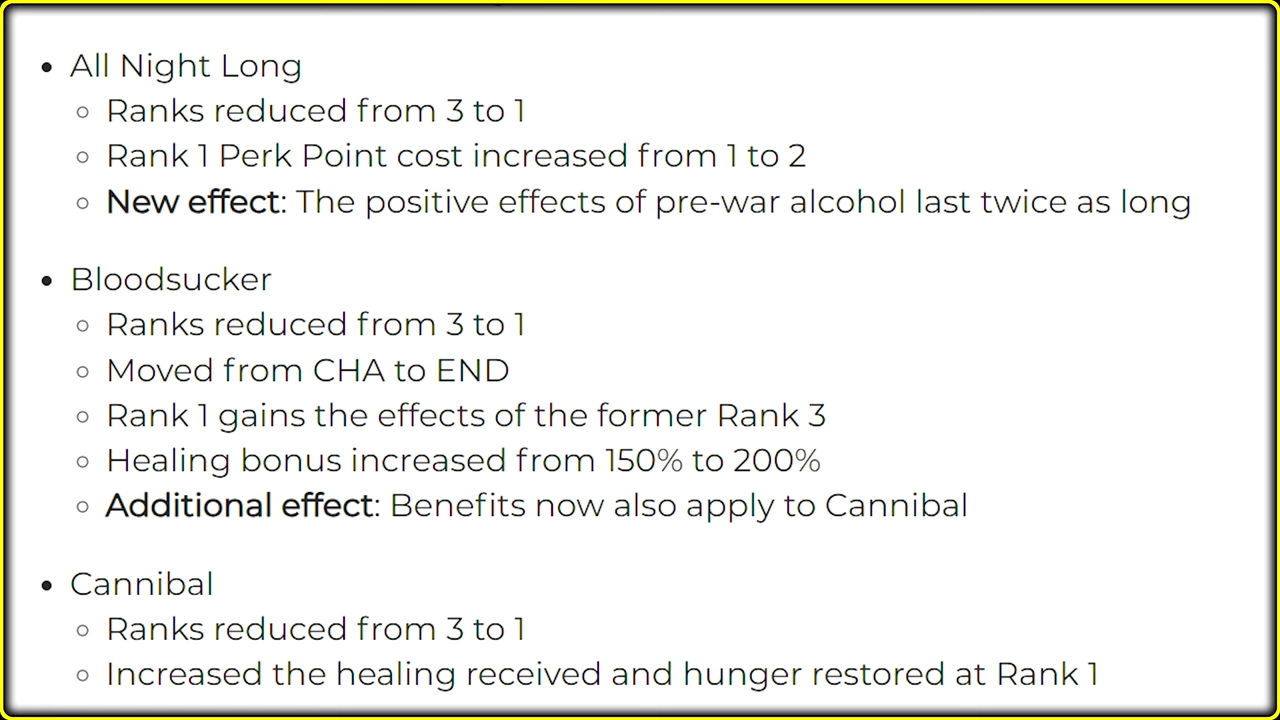 All Night Long
Ranks reduced from 3 to 1
Rank 1 Perk Point cost increased from 1 to 2
New effect: The positive effects of pre-war alcohol last twice as long
Bloodsucker
Ranks reduced from 3 to 1
Moved from CHA to END
Rank 1 gains the effects of the former Rank 3
Healing bonus increased from 150% to 200%
Additional effect: Benefits now also apply to Cannibal
Cannibal
Ranks reduced from 3 to 1
Increased the healing received and hunger restored at Rank 1